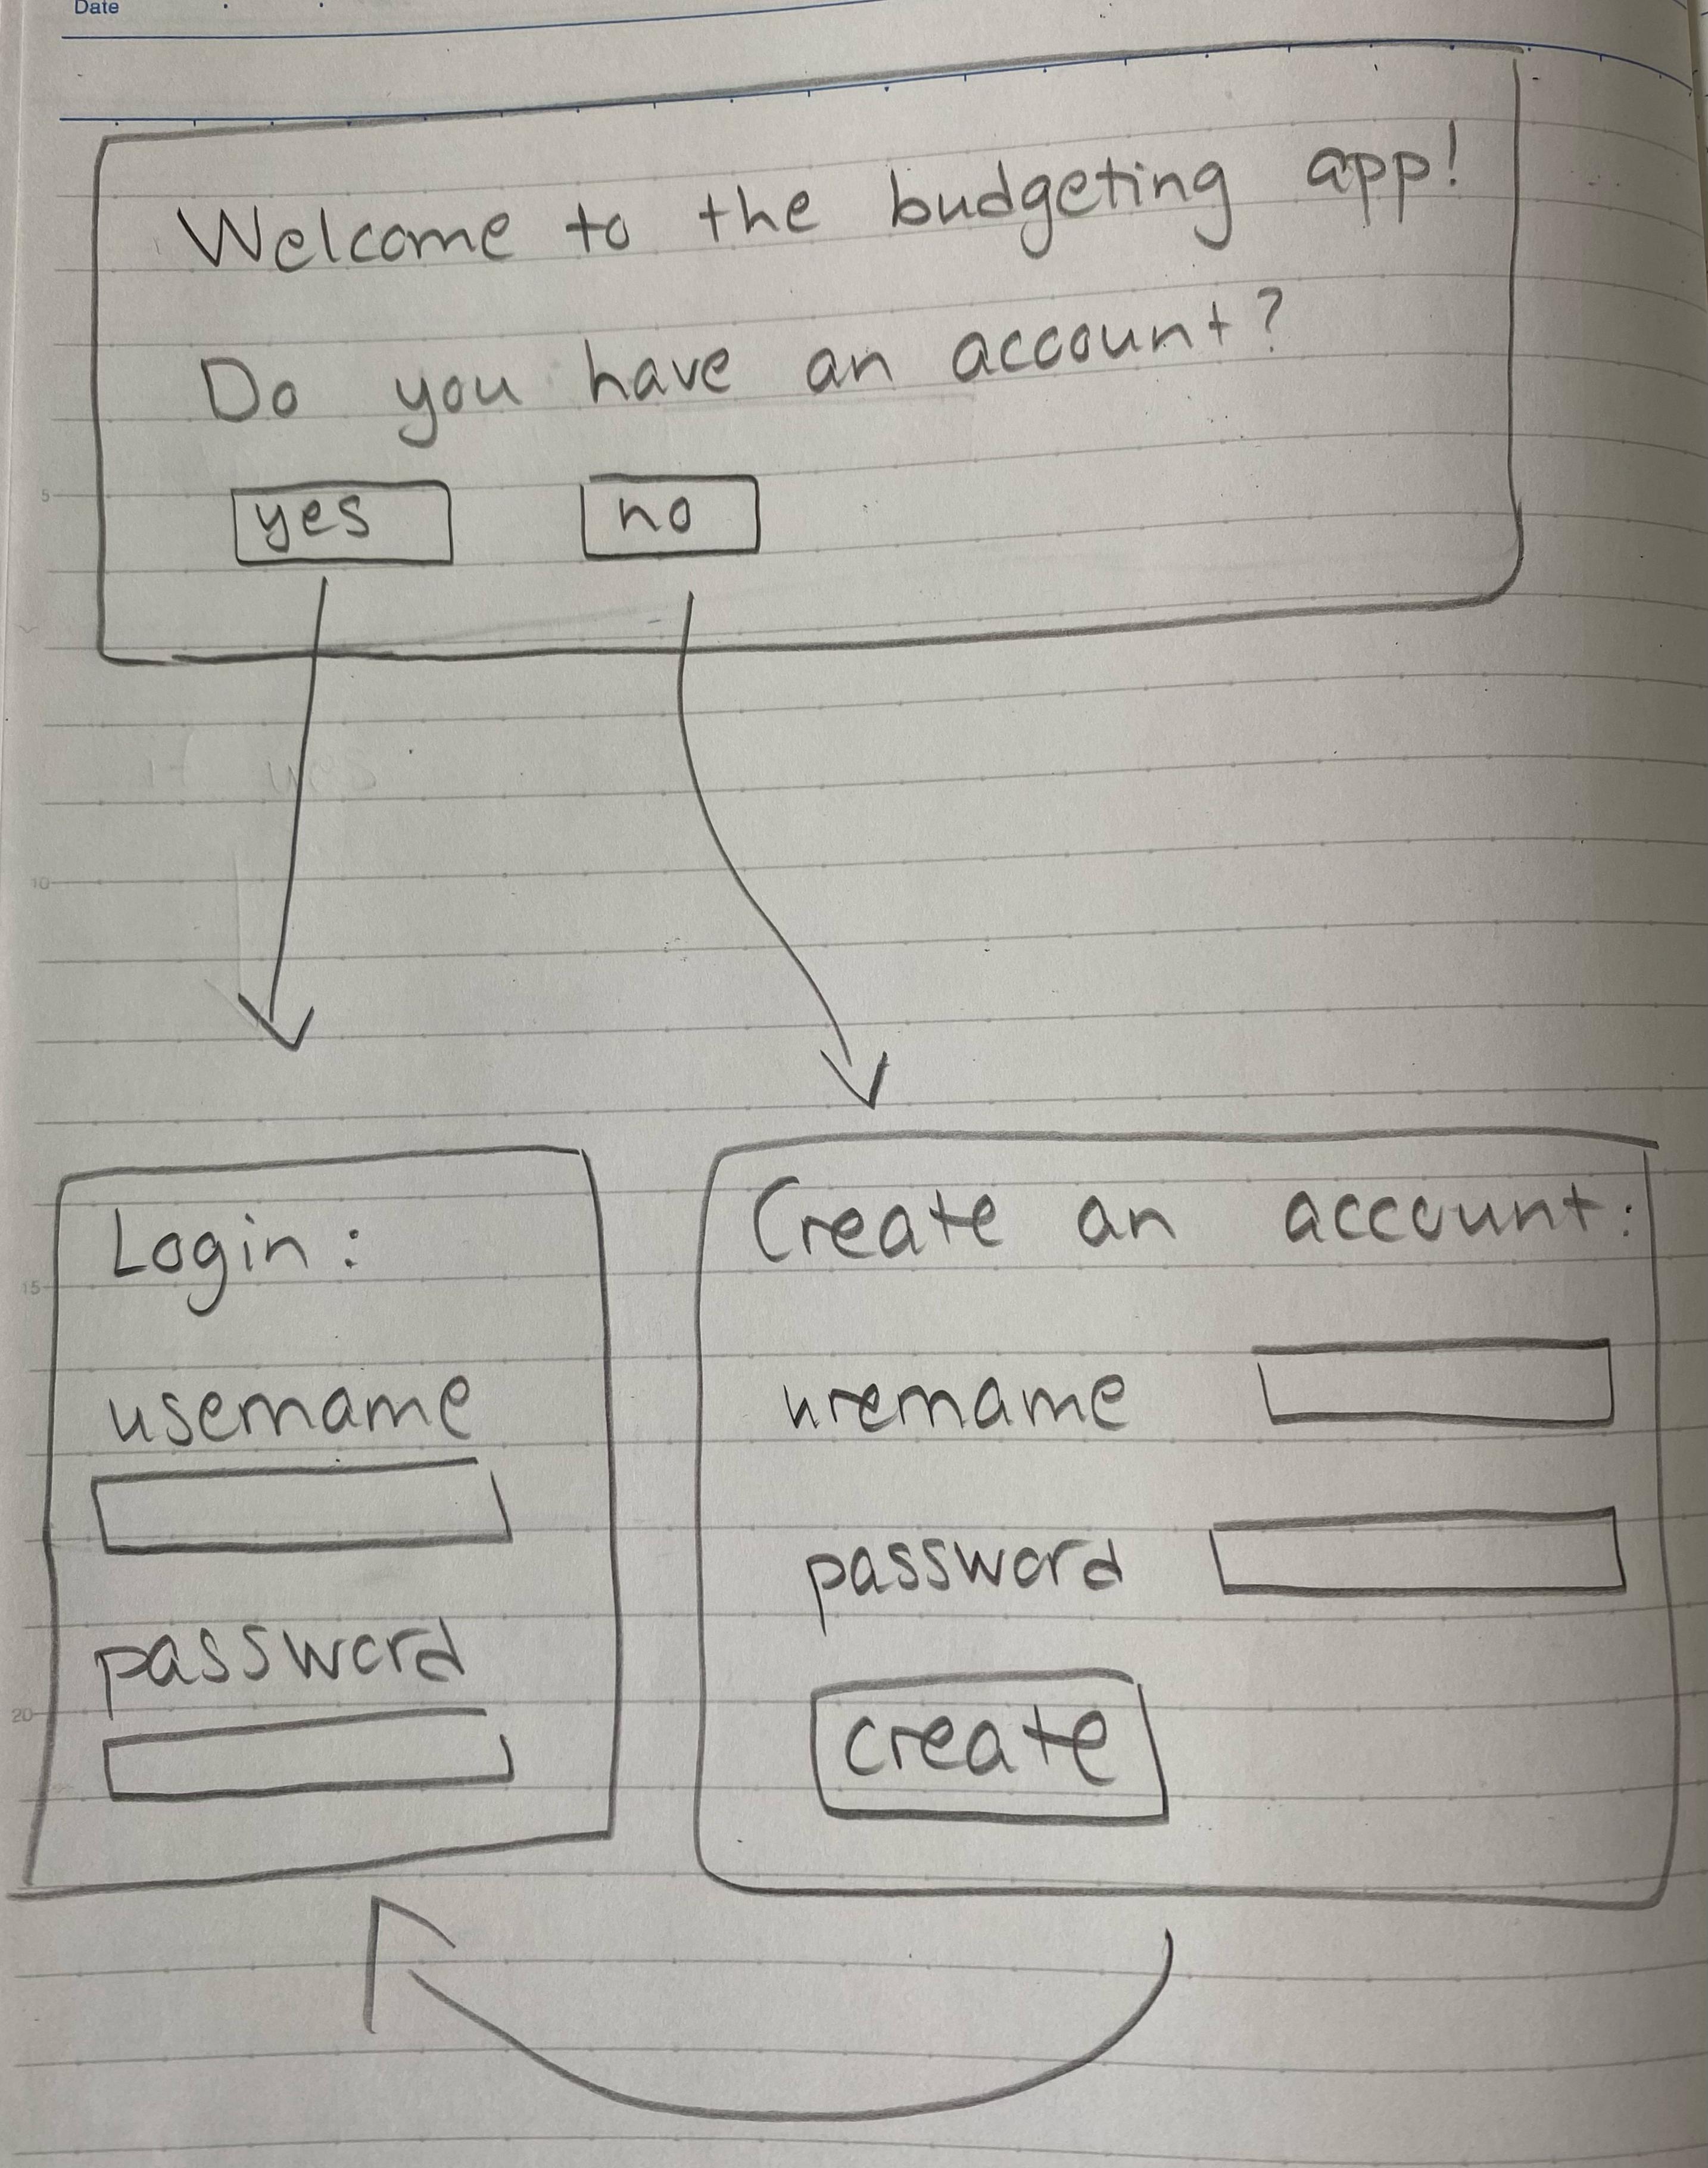 Date
Welcome to the budgeting app!
Do you have an account?
yes no
5
10
Login:
username
password
Create an account:
username
password
create
15
20